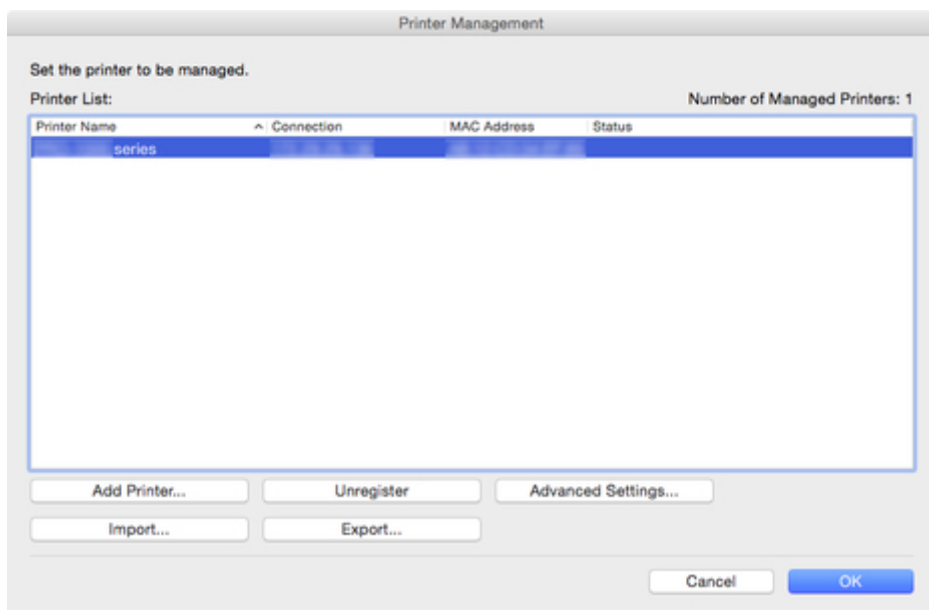 Printer Management
Set the printer to be managed.
Printer List: Number of Managed Printers: 1
Printer Name Connection MAC Address Status
series
Add Printer... Unregister Advanced Settings...
Import... Export...
Cancel OK